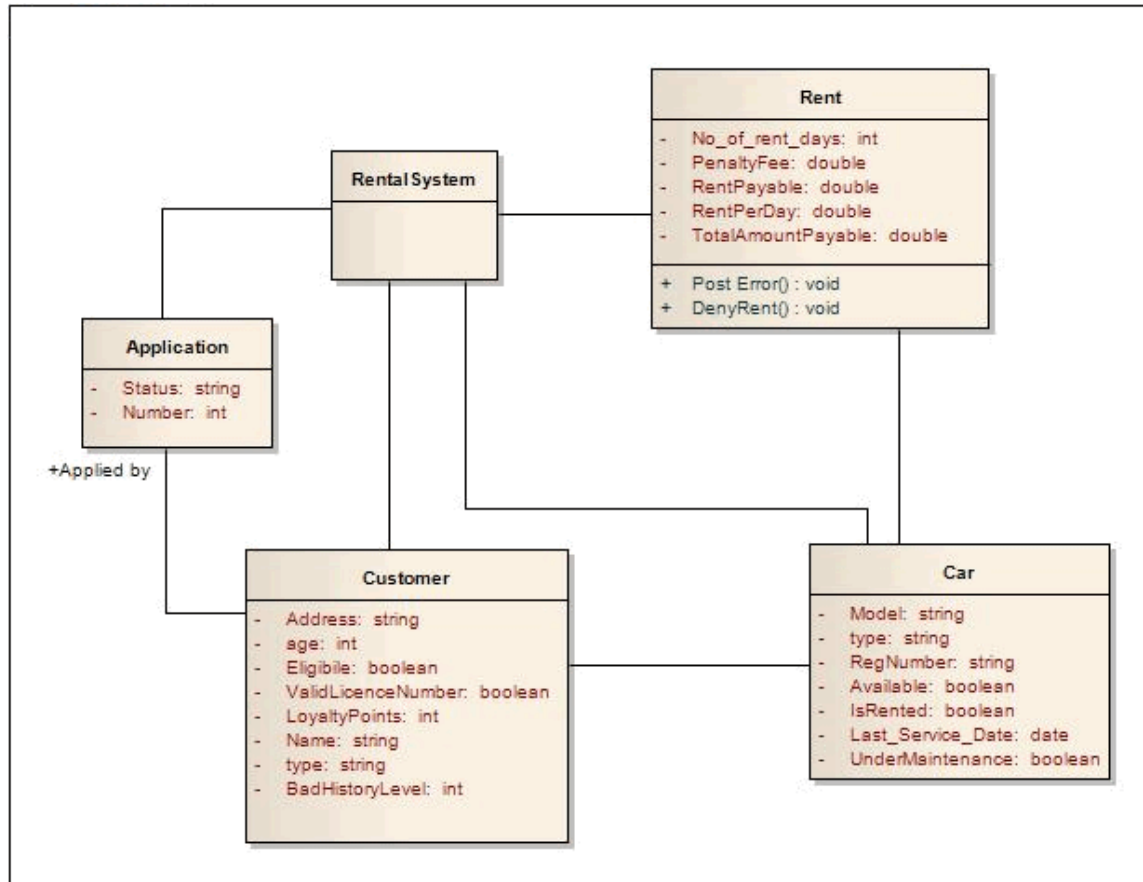 Rent
- No_of_rent_days: int
- PenaltyFee: double
- RentPayable: double
- RentPerDay: double
- TotalAmountPayable: double
+ Post Error() : void
+ DenyRent() : void
RentalSystem
Application
- Status: string
- Number: int
+Applied by
Customer
- Address: string
- age: int
- Eligibile: boolean
- ValidLicenceNumber: boolean
- LoyaltyPoints: int
- Name: string
- type: string
- BadHistoryLevel: int
Car
- Model: string
- type: string
- RegNumber: string
- Available: boolean
- IsRented: boolean
- Last_Service_Date: date
- UnderMaintenance: boolean